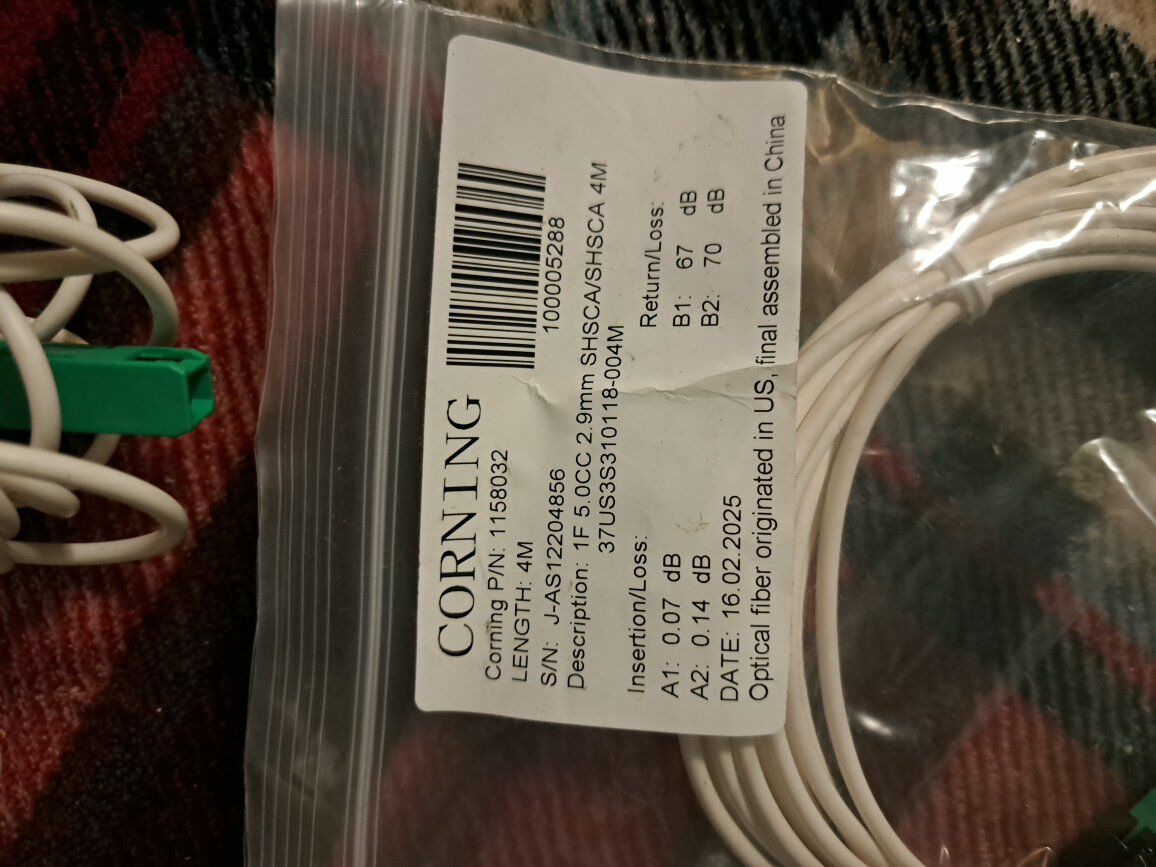 CORNING
100005288
Corning P/N: 1158032
LENGTH: 4M
S/N: J-AS12204856
Description: 1F 5.0CC 2.9mm SHSCA/SHSCA 4M
37US3S310118-004M
Insertion/Loss: Return/Loss:
A1: 0.07 dB B1: 67 dB
A2: 0.14 dB B2: 70 dB
DATE: 16.02.2025
Optical fiber originated in US, final assembled in China